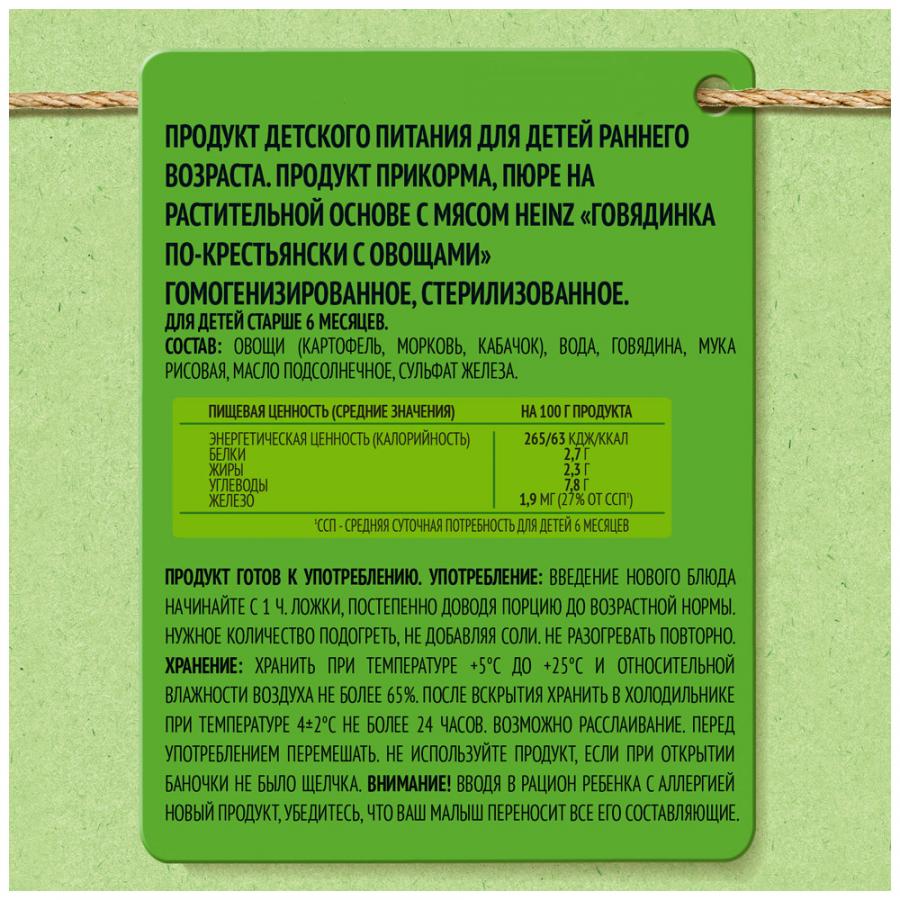 ПРОДУКТ ДЕТСКОГО ПИТАНИЯ ДЛЯ ДЕТЕЙ РАННЕГО
ВОЗРАСТА. ПРОДУКТ ПРИКОРМА, ПЮРЕ НА
РАСТИТЕЛЬНОЙ ОСНОВЕ С МЯСОМ HEINZ «ГОВЯДИНКА
ПО-КРЕСТЬЯНСКИ С ОВОЩАМИ»
ГОМОГЕНИЗИРОВАННОЕ, СТЕРИЛИЗОВАННОЕ.
ДЛЯ ДЕТЕЙ СТАРШЕ 6 МЕСЯЦЕВ.
СОСТАВ: ОВОЩИ (КАРТОФЕЛЬ, МОРКОВЬ, КАБАЧОК), ВОДА, ГОВЯДИНА, МУКА
РИСОВАЯ, МАСЛО ПОДСОЛНЕЧНОЕ, СУЛЬФАТ ЖЕЛЕЗА.
ПИЩЕВАЯ ЦЕННОСТЬ (СРЕДНИЕ ЗНАЧЕНИЯ) НА 100 Г ПРОДУКТА
ЭНЕРГЕТИЧЕСКАЯ ЦЕННОСТЬ (КАЛОРИЙНОСТЬ) 265/63 КДЖ/ККАЛ
БЕЛКИ 2,7 Г
ЖИРЫ 2,3 Г
УГЛЕВОДЫ 7,8 Г
ЖЕЛЕЗО 1,9 МГ (27% ОТ ССП¹)
¹ССП - СРЕДНЯЯ СУТОЧНАЯ ПОТРЕБНОСТЬ ДЛЯ ДЕТЕЙ 6 МЕСЯЦЕВ
ПРОДУКТ ГОТОВ К УПОТРЕБЛЕНИЮ. УПОТРЕБЛЕНИЕ: ВВЕДЕНИЕ НОВОГО БЛЮДА
НАЧИНАЙТЕ С 1 Ч. ЛОЖКИ, ПОСТЕПЕННО ДОВОДЯ ПОРЦИЮ ДО ВОЗРАСТНОЙ НОРМЫ.
НУЖНОЕ КОЛИЧЕСТВО ПОДОГРЕТЬ, НЕ ДОБАВЛЯЯ СОЛИ. НЕ РАЗОГРЕВАТЬ ПОВТОРНО.
ХРАНЕНИЕ: ХРАНИТЬ ПРИ ТЕМПЕРАТУРЕ +5°С ДО +25°С И ОТНОСИТЕЛЬНОЙ
ВЛАЖНОСТИ ВОЗДУХА НЕ БОЛЕЕ 65%. ПОСЛЕ ВСКРЫТИЯ ХРАНИТЬ В ХОЛОДИЛЬНИКЕ
ПРИ ТЕМПЕРАТУРЕ 4±2°С НЕ БОЛЕЕ 24 ЧАСОВ. ВОЗМОЖНО РАССЛАИВАНИЕ. ПЕРЕД
УПОТРЕБЛЕНИЕМ ПЕРЕМЕШАТЬ. НЕ ИСПОЛЬЗУЙТЕ ПРОДУКТ, ЕСЛИ ПРИ ОТКРЫТИИ
БАНОЧКИ НЕ БЫЛО ЩЕЛЧКА. ВНИМАНИЕ! ВВОДЯ В РАЦИОН РЕБЕНКА С АЛЛЕРГИЕЙ
НОВЫЙ ПРОДУКТ, УБЕДИТЕСЬ, ЧТО ВАШ МАЛЫШ ПЕРЕНОСИТ ВСЕ ЕГО СОСТАВЛЯЮЩИЕ.